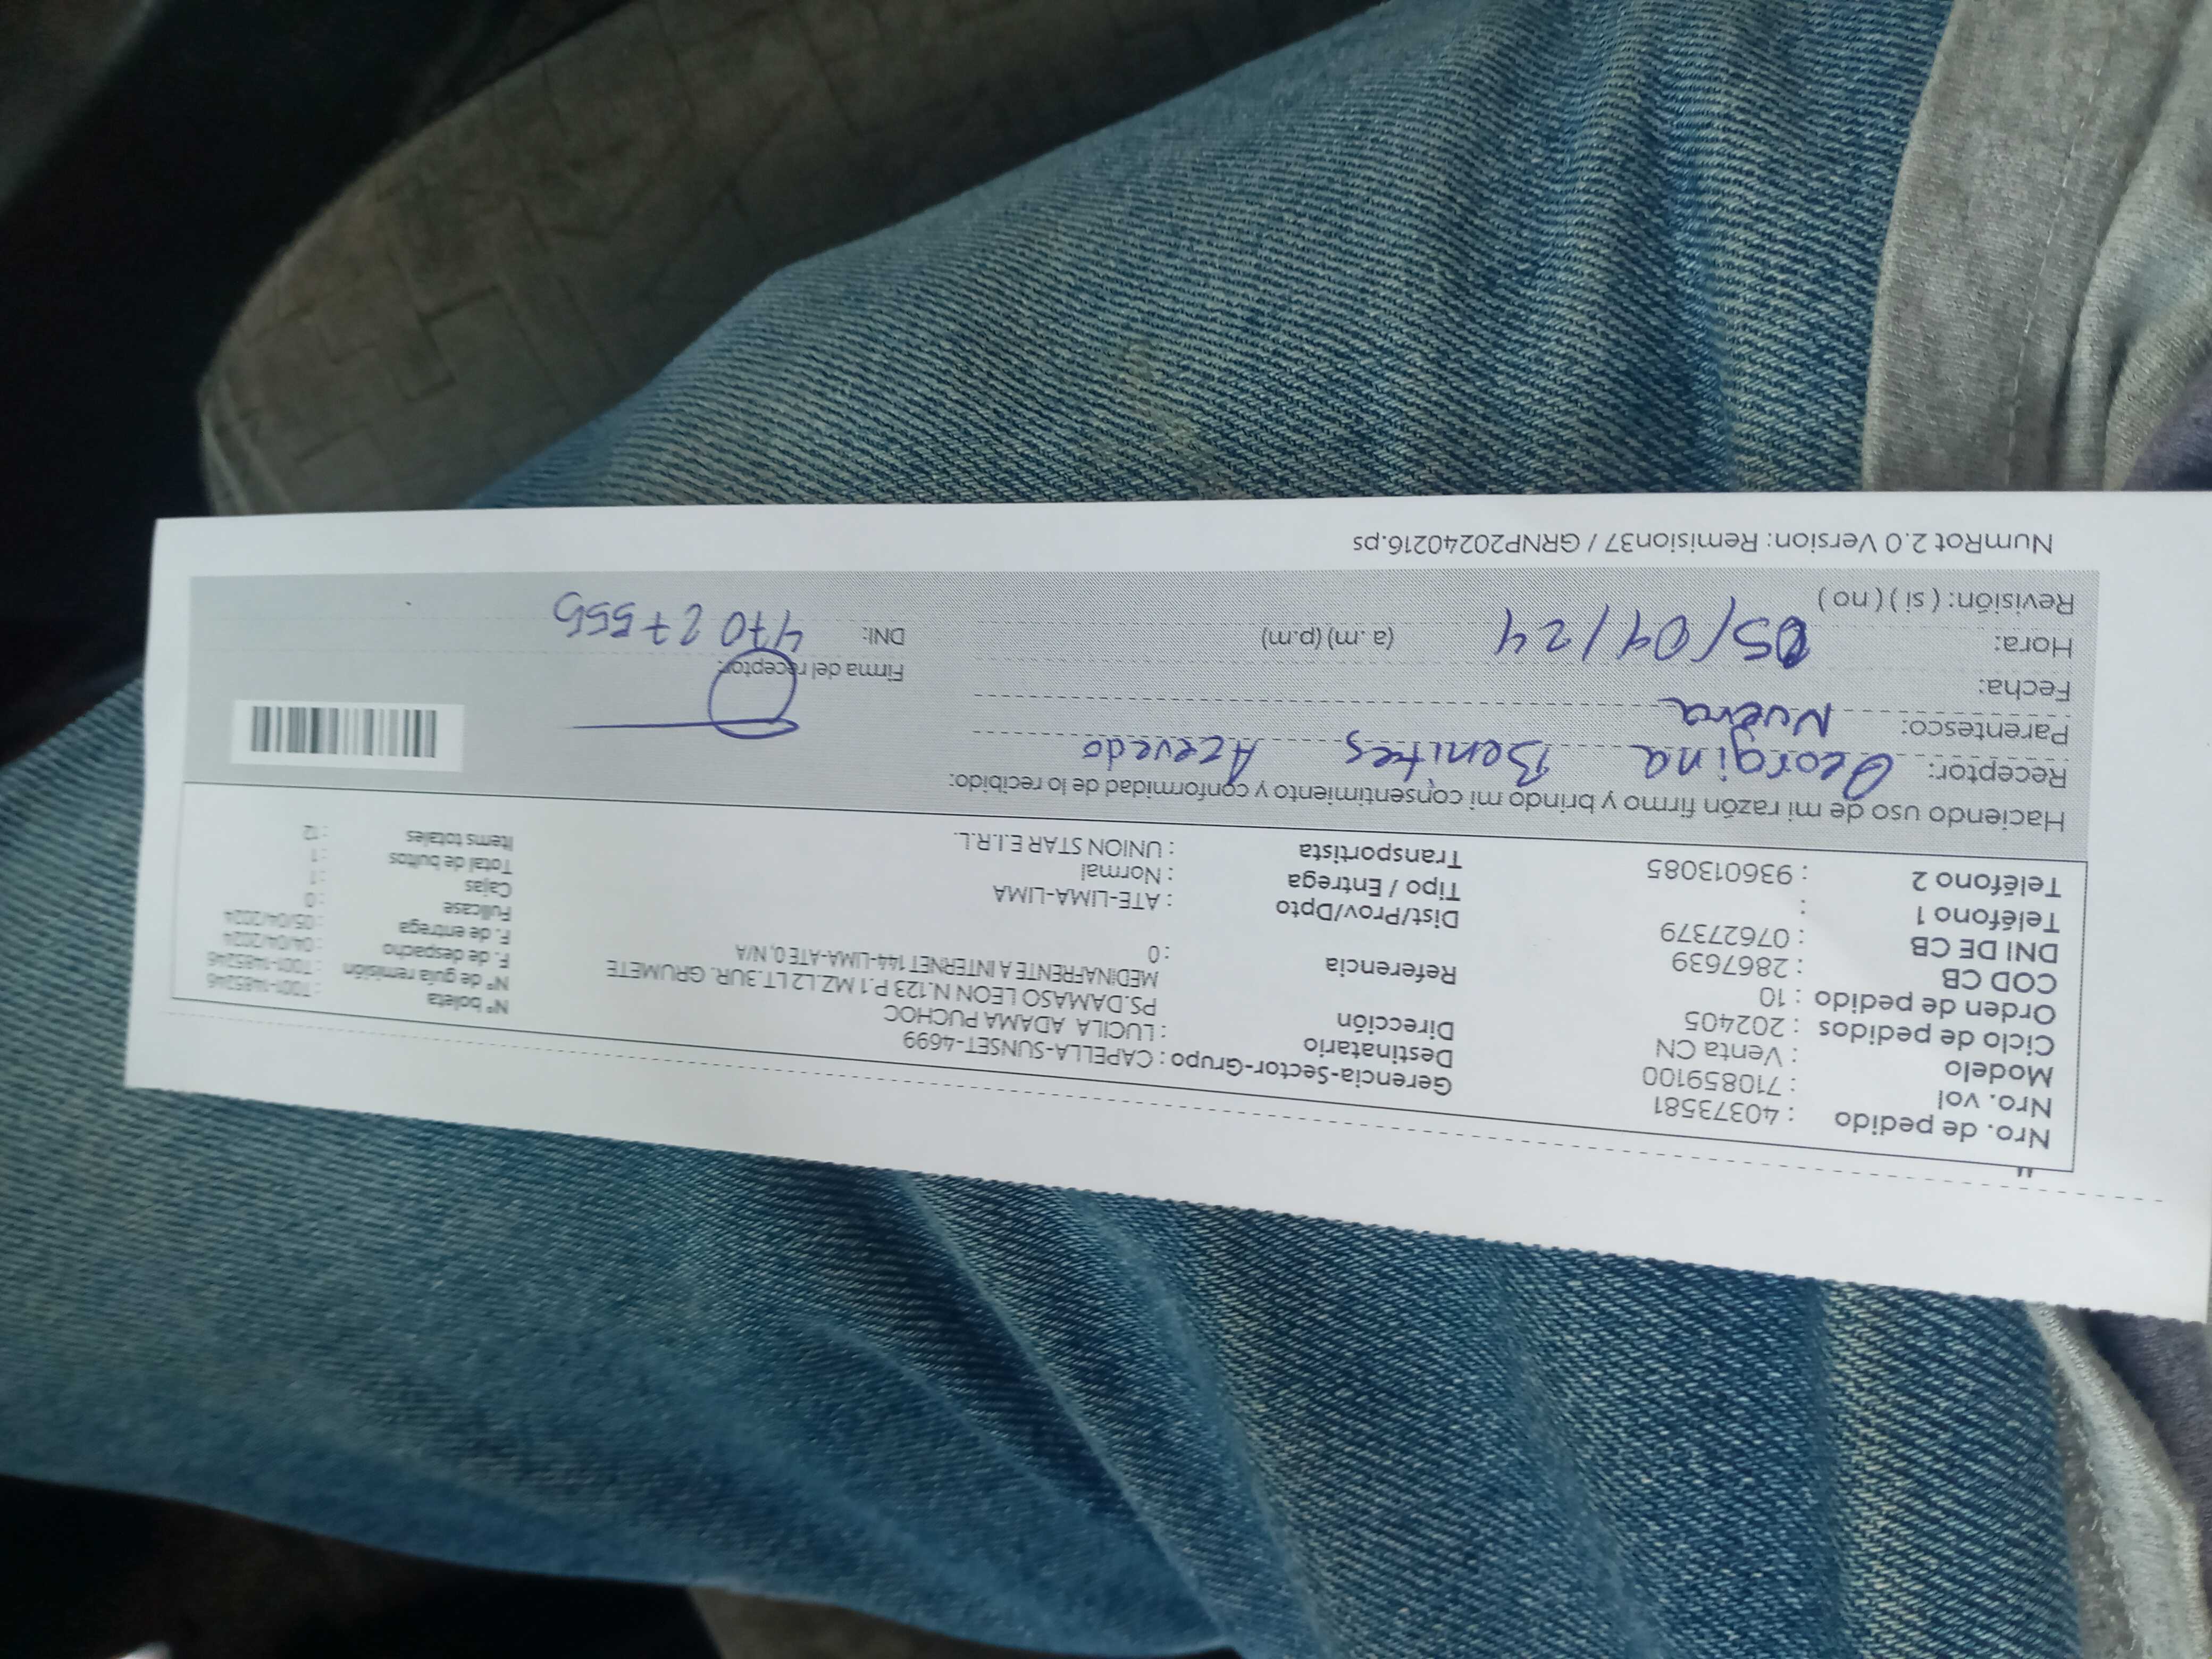 Nro. de pedido : 40373581
Nro. vol : 710859100
Modelo : Venta CN
Ciclo de pedidos : 202405
Orden de pedido : 10
COD CB : 2867639
DNI DE CB : 07627379
Teléfono 1 :
Teléfono 2 : 936013085
Gerencia-Sector-Grupo : CAPELLA-SUNSET-4699
Destinatario : LUCILA ADAMA PUCHOC
Dirección PS.DAMASO LEON N.123 P.1 MZ.L2 LT.3UR. GRUMETE
MEDINAFRENTE A INTERNET 144-LIMA-ATE 0, N/A
Referencia : 0
Dist/Prov/Dpto : ATE-LIMA-LIMA
Tipo / Entrega : Normal
Transportista : UNION STAR E.I.R.L.
N° boleta : T001-1485246
N° de guía remisión : T001-1485246
F. de despacho : 04/04/2024
F. de entrega : 05/04/2024
Fullcase : 0
Cajas : 1
Total de bultos : 1
Items totales : 12
Haciendo uso de mi razón firmo y brindo mi consentimiento y conformidad de lo recibido:
Receptor: Georgina Benites Azevedo
Parentesco: Nuera
Fecha:
Hora: 05/04/24 (a.m) (p.m)
Revisión: ( si ) ( no )
Firma del receptor:
DNI: 47027555
NumRot 2.0 Version: Remision37 / GRNP20240216.ps